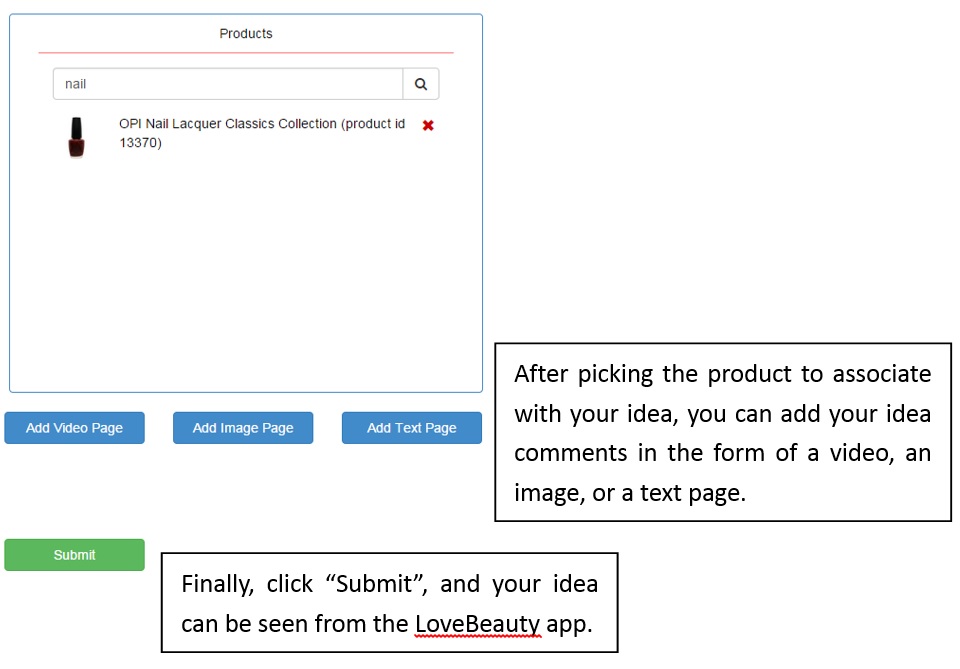 Products
nail
OPI Nail Lacquer Classics Collection (product id
13370)
Add Video Page
Add Image Page
Add Text Page
After picking the product to associate
with your idea, you can add your idea
comments in the form of a video, an
image, or a text page.
Submit
Finally, click “Submit”, and your idea
can be seen from the LoveBeauty app.